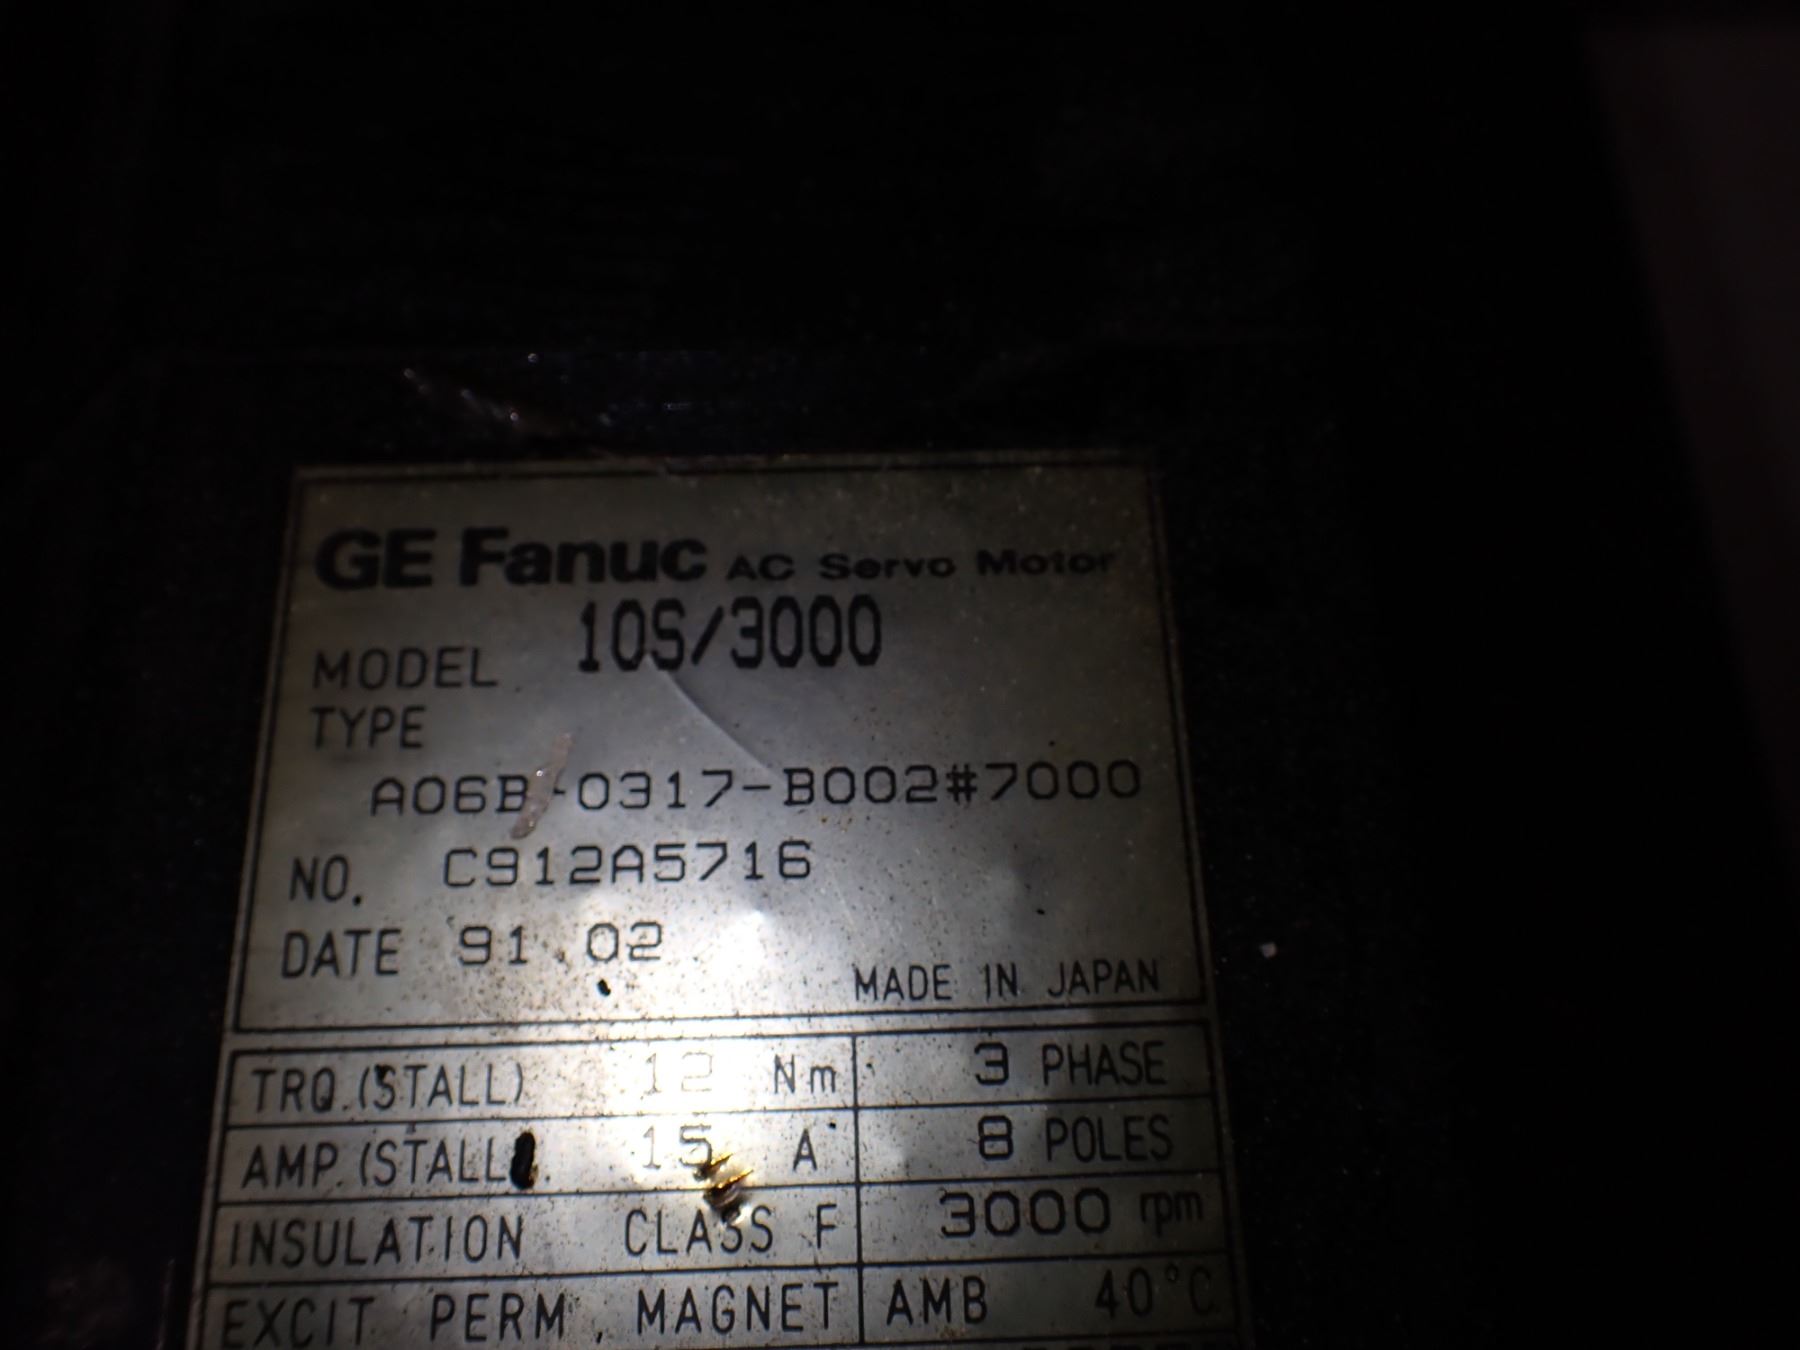 GE Fanuc AC Servo Motor
MODEL 10S/3000
TYPE
A06B-0317-B002#7000
NO. C912A5716
DATE 91.02
MADE IN JAPAN
TRQ.(STALL) 12 Nm 3 PHASE
AMP.(STALL) 15 A 8 POLES
INSULATION CLASS F 3000 rpm
EXCIT PERM. MAGNET AMB 40°C